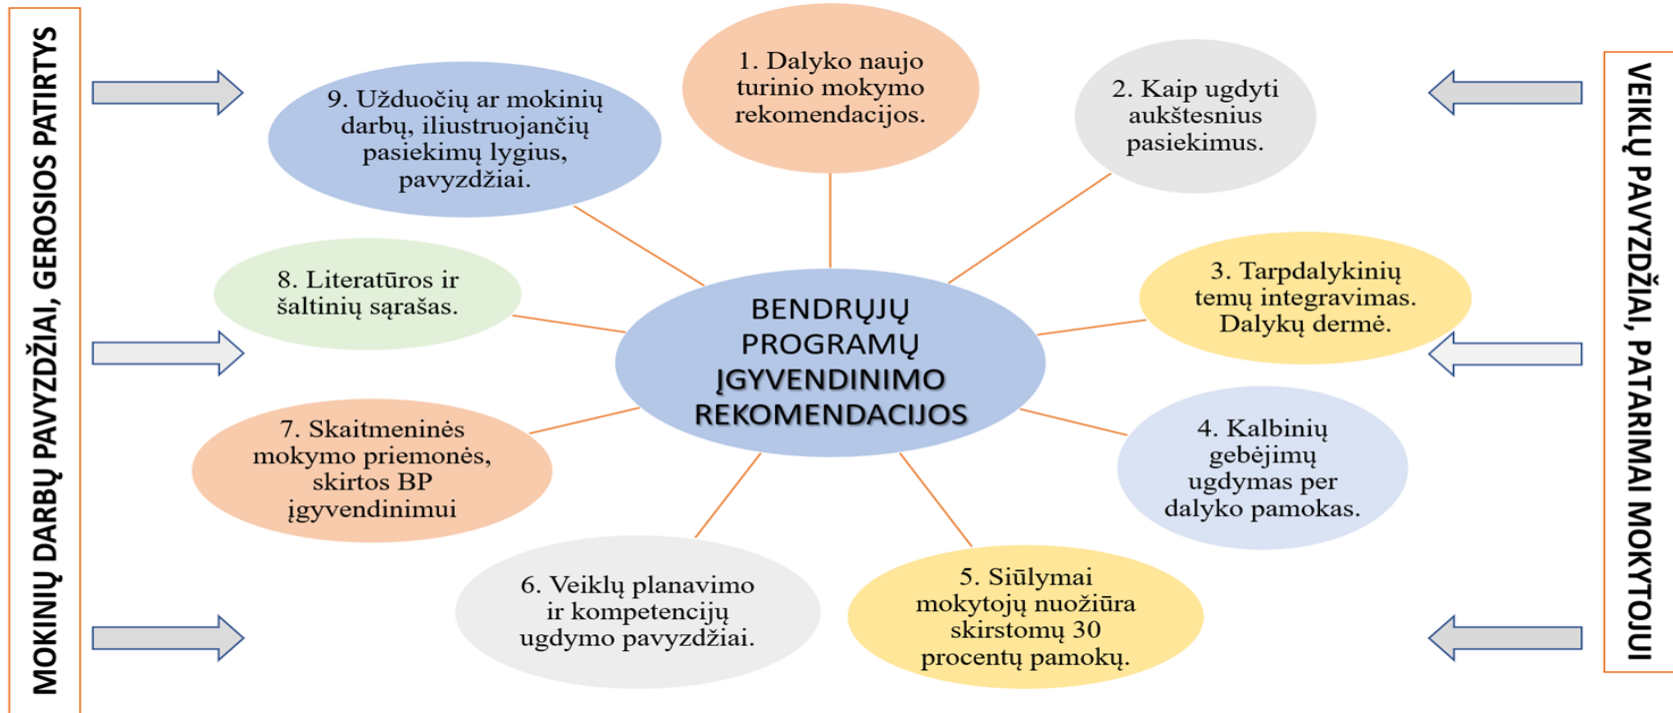 MOKINIŲ DARBŲ PAVYZDŽIAI, GEROSIOS PATIRTYS
1. Dalyko naujo
turinio mokymo
rekomendacijos.
2. Kaip ugdyti
aukštesnius
pasiekimus.
3. Tarpdalykinių
temų integravimas.
Dalykų dermė.
4. Kalbinių
gebėjimų
ugdymas per
dalyko pamokas.
5. Siūlymai
mokytojų nuožiūra
skirstomų 30
procentų pamokų.
6. Veiklų planavimo
ir kompetencijų
ugdymo pavyzdžiai.
7. Skaitmeninės
mokymo priemonės,
skirtos BP
įgyvendinimui
8. Literatūros ir
šaltinių sąrašas.
9. Užduočių ar mokinių
darbų, iliustruojančių
pasiekimų lygius,
pavyzdžiai.
BENDRŲJŲ
PROGRAMŲ
ĮGYVENDINIMO
REKOMENDACIJOS
VEIKLŲ PAVYZDŽIAI, PATARIMAI MOKYTOJUI